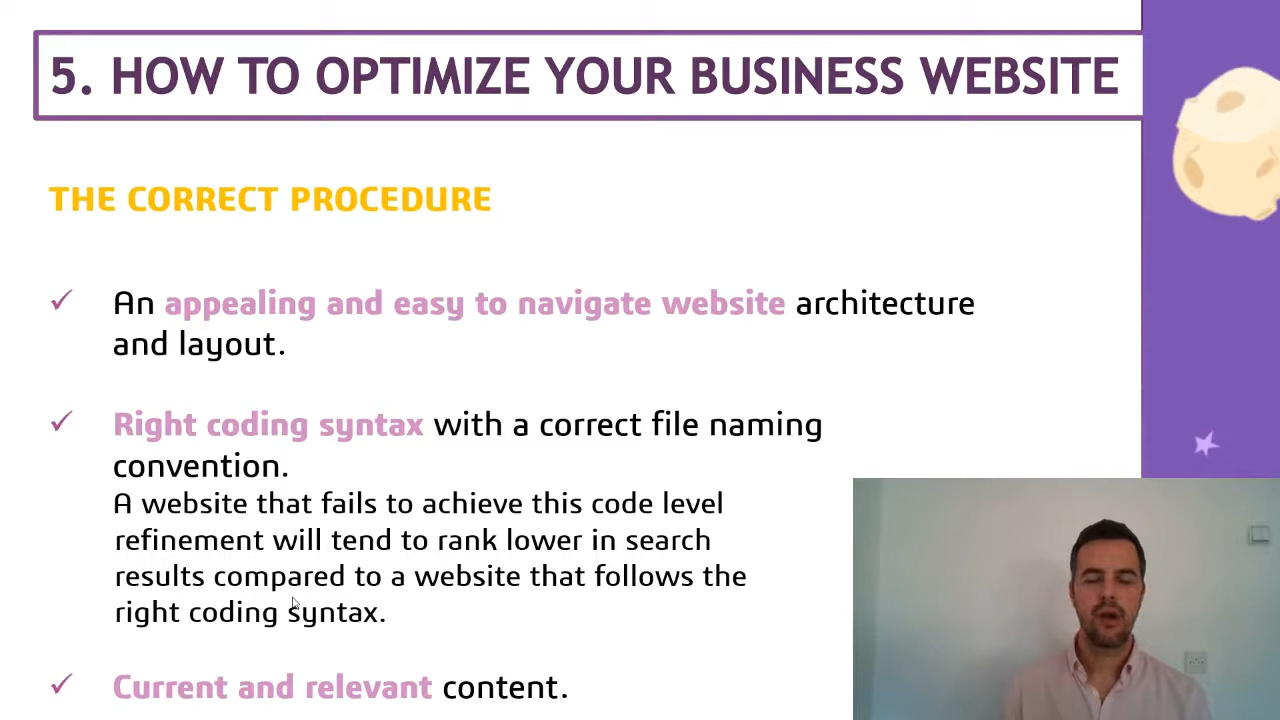 5. HOW TO OPTIMIZE YOUR BUSINESS WEBSITE
THE CORRECT PROCEDURE
An appealing and easy to navigate website architecture
and layout.
Right coding syntax with a correct file naming
convention.
A website that fails to achieve this code level
refinement will tend to rank lower in search
results compared to a website that follows the
right coding syntax.
Current and relevant content.